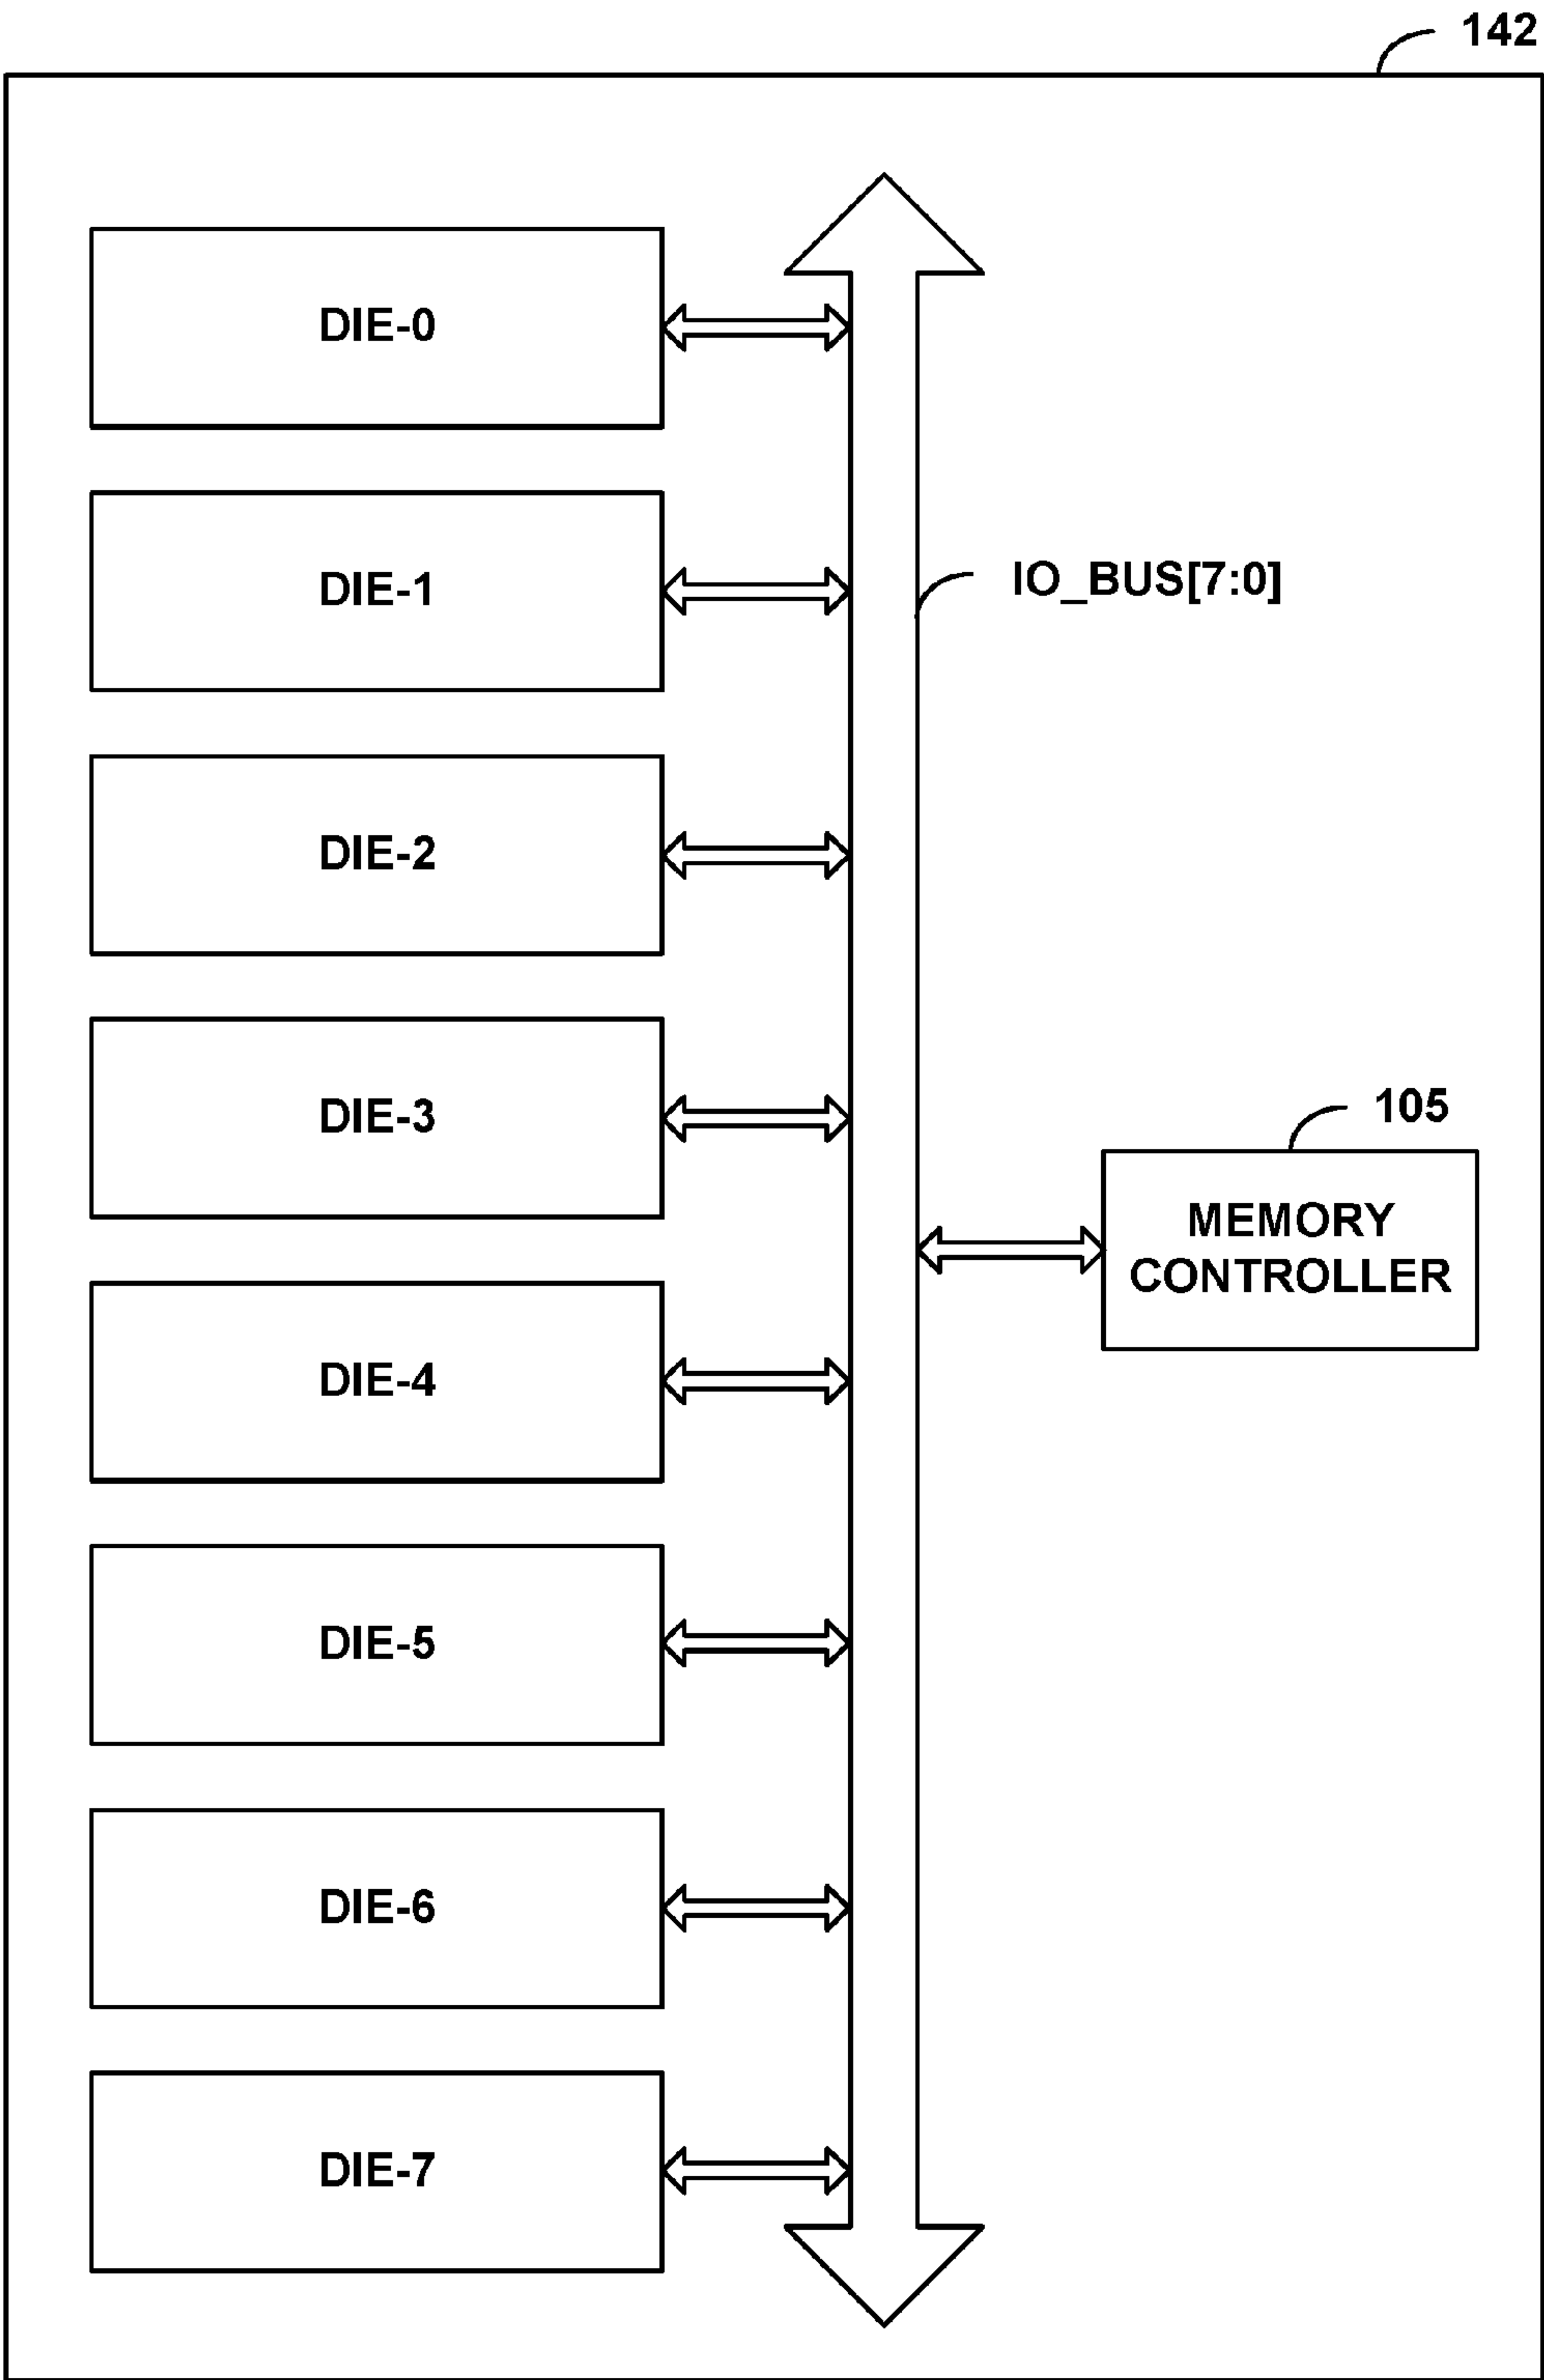 142
DIE-0
DIE-1
IO_BUS[7:0]
DIE-2
DIE-3
105
MEMORY
CONTROLLER
DIE-4
DIE-5
DIE-6
DIE-7